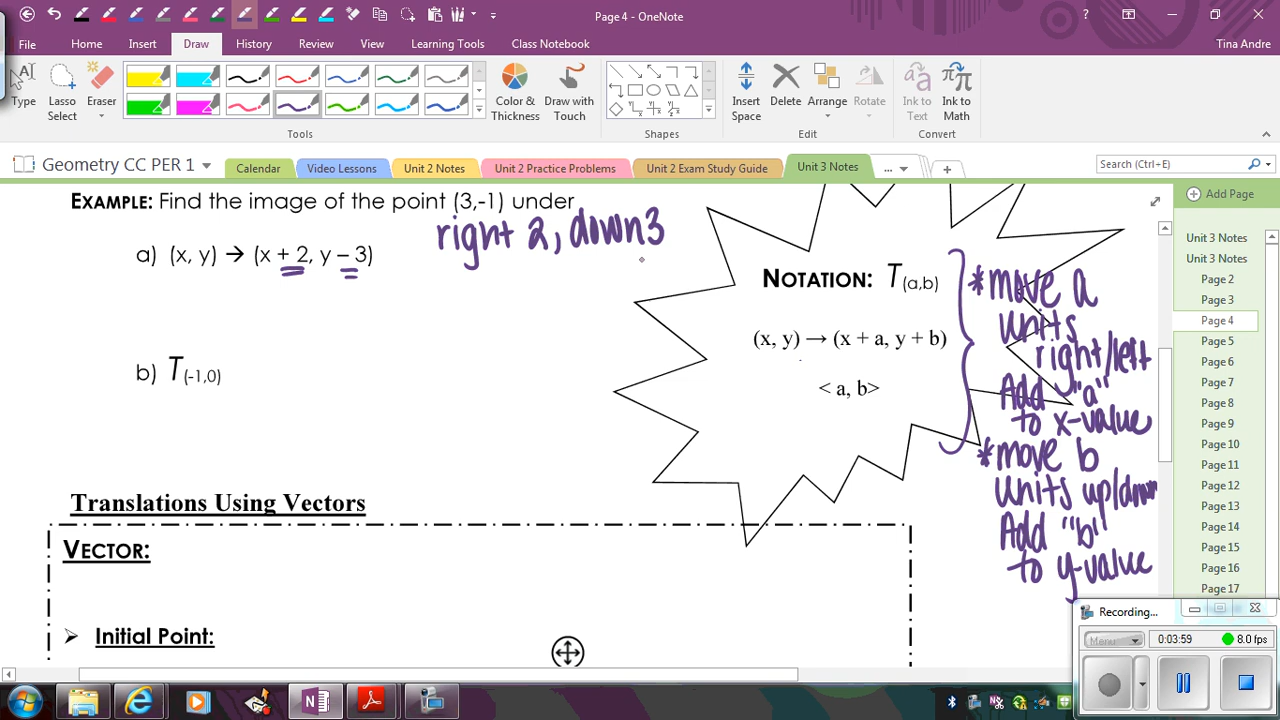 Page 4 - OneNote
?
File
Home
Insert
Draw
History
Review
View
Learning Tools
Class Notebook
Tina Andre
Type
Lasso Select
Eraser
Color & Thickness
Draw with Touch
Insert Space
Delete
Arrange
Rotate
Ink to Text
Ink to Math
Tools
Shapes
Edit
Convert
Geometry CC PER 1
Calendar
Video Lessons
Unit 2 Notes
Unit 2 Practice Problems
Unit 2 Exam Study Guide
Unit 3 Notes
...
Search (Ctrl+E)
EXAMPLE: Find the image of the point (3,-1) under
right 2, down 3
a) (x, y) → (x + 2, y – 3)
b) T(-1,0)
NOTATION: T(a,b)
(x, y) → (x + a, y + b)
< a, b>
*move a
units
right/left
Add "a"
to x-value
*move b
units up/down
Add "b"
to y-value
Translations Using Vectors
VECTOR:
➢ Initial Point:
Add Page
Unit 3 Notes
Unit 3 Notes
Page 2
Page 3
Page 4
Page 5
Page 6
Page 7
Page 8
Page 9
Page 10
Page 11
Page 12
Page 13
Page 14
Page 15
Page 16
Page 17
Recording...
Menu
0:03:59
8.0 fps